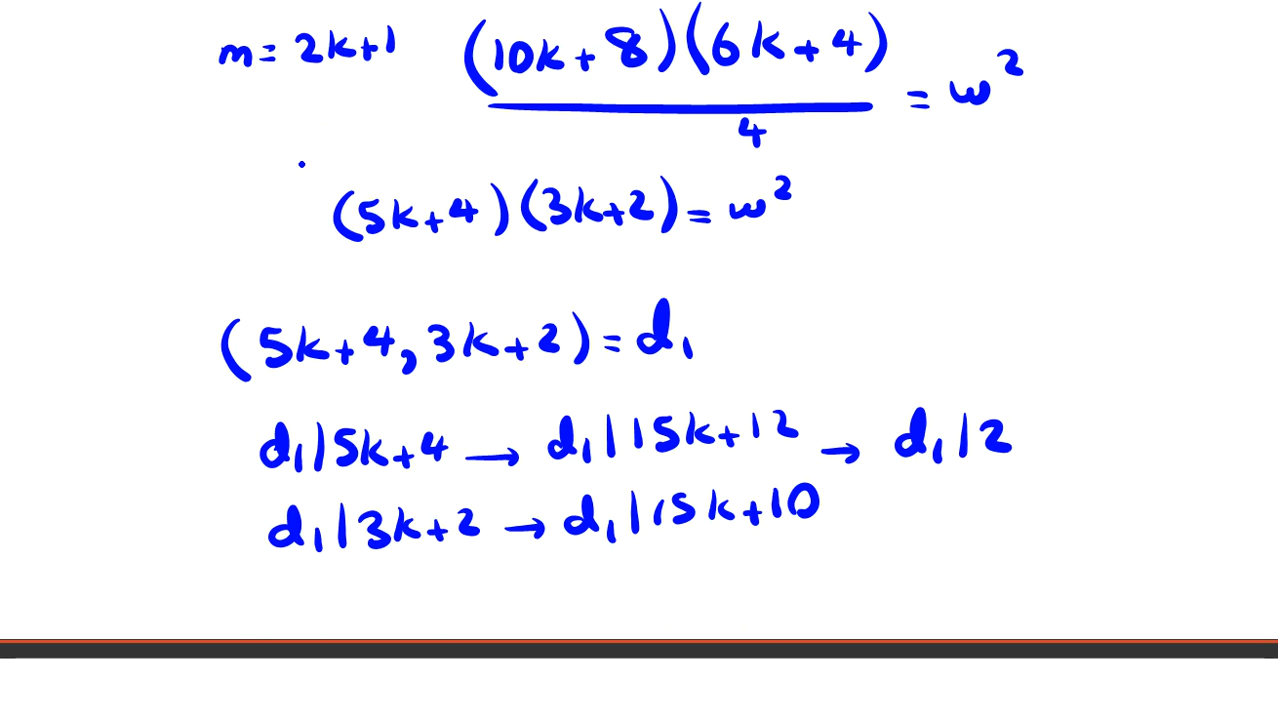 m = 2k+1 (10k+8)(6k+4)/4 = w²
(5k+4)(3k+2) = w²
(5k+4, 3k+2) = d₁
d₁|5k+4 → d₁|15k+12 → d₁|2
d₁|3k+2 → d₁|15k+10